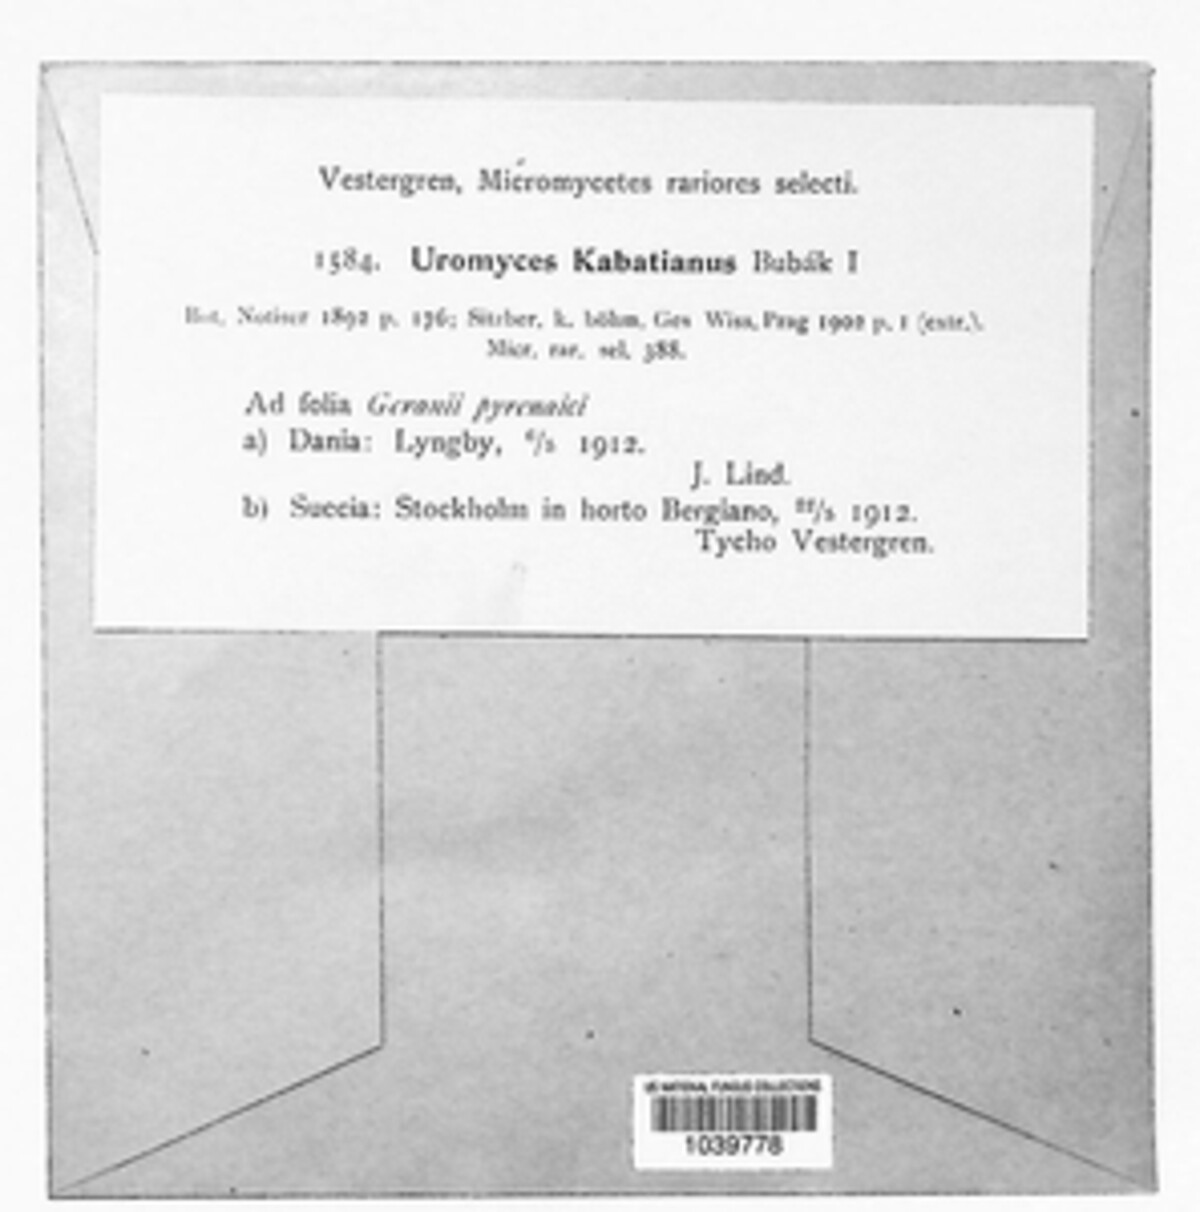 Vestergren, Micromycetes rariores selecti.
1584. Uromyces Kabatianus Bubák I
Bot. Notiser 1892 p. 176; Sitzber. k. böhm. Ges Wiss. Prag 1902 p. 1 (extr.).
Micr. rar. sel. 388.
Ad folia Geranii pyrenaici
a) Dania: Lyngby, 1912.
J. Lind.
b) Suecia: Stockholm in horto Bergiano, 1912.
Tycho Vestergren.
US NATIONAL FUNGUS COLLECTIONS
1039778